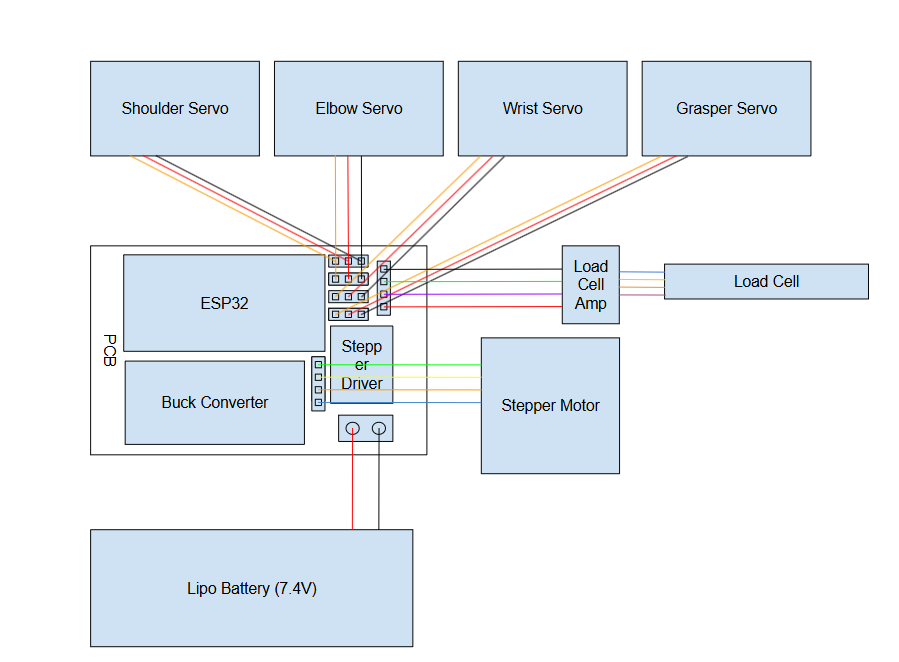 Shoulder Servo
Elbow Servo
Wrist Servo
Grasper Servo
ESP32
Load
Cell
Amp
Load Cell
PCB
Stepp
er
Driver
Buck Converter
Stepper Motor
Lipo Battery (7.4V)